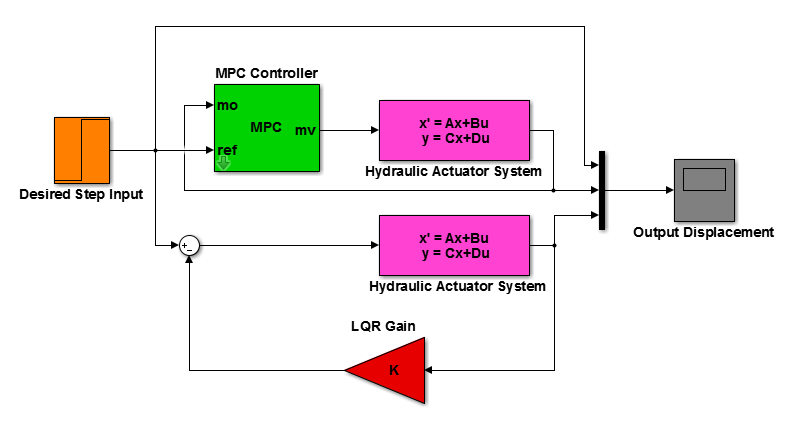 MPC Controller
mo
MPC
mv
ref
x' = Ax+Bu
y = Cx+Du
Hydraulic Actuator System
Desired Step Input
Output Displacement
+
-
x' = Ax+Bu
y = Cx+Du
Hydraulic Actuator System
LQR Gain
K